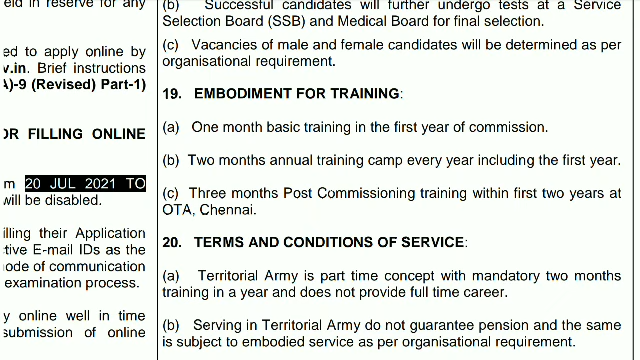 eld in reserve for any
ed to apply online by
v.in. Brief instructions
A)-9 (Revised) Part-1)
OR FILLING ONLINE
m 20 JUL 2021 TO
will be disabled.
illing their Application
tive E-mail IDs as the
ode of communication
examination process.
y online well in time
submission of online
(b) Successful candidates will further undergo tests at a Service
Selection Board (SSB) and Medical Board for final selection.
(c) Vacancies of male and female candidates will be determined as per
organisational requirement.
19. EMBODIMENT FOR TRAINING:
(a) One month basic training in the first year of commission.
(b) Two months annual training camp every year including the first year.
(c) Three months Post Commissioning training within first two years at
OTA, Chennai.
20. TERMS AND CONDITIONS OF SERVICE:
(a) Territorial Army is part time concept with mandatory two months
training in a year and does not provide full time career.
(b) Serving in Territorial Army do not guarantee pension and the same
is subject to embodied service as per organisational requirement.